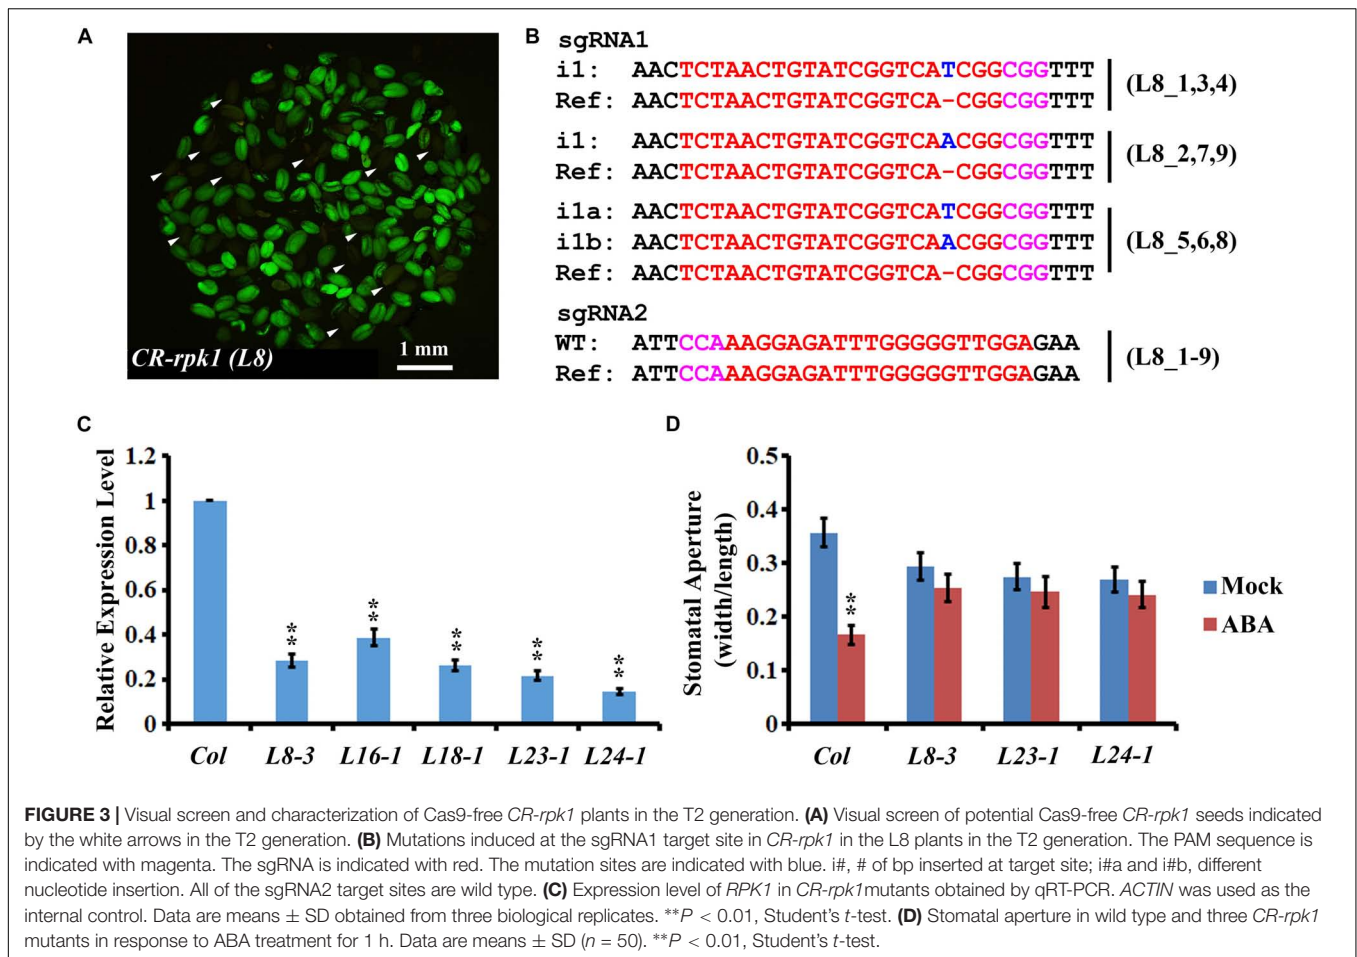 A
CR-rpk1 (L8)
1 mm
B
sgRNA1
i1: AACTCTAACTGTATCGGTCATCGGCGGTTT
Ref: AACTCTAACTGTATCGGTCA-CGGCGGTTT
(L8_1,3,4)
i1: AACTCTAACTGTATCGGTCAACGGCGGTTT
Ref: AACTCTAACTGTATCGGTCA-CGGCGGTTT
(L8_2,7,9)
i1a: AACTCTAACTGTATCGGTCATCGGCGGTTT
i1b: AACTCTAACTGTATCGGTCAACGGCGGTTT
Ref: AACTCTAACTGTATCGGTCA-CGGCGGTTT
(L8_5,6,8)
sgRNA2
WT: ATTCCAAAGGAGATTTGGGGGTTGGAGAA
Ref: ATTCCAAAGGAGATTTGGGGGTTGGAGAA
(L8_1-9)
C
Relative Expression Level
1.2
1
0.8
0.6
0.4
0.2
0
**
**
**
**
**
Col L8-3 L16-1 L18-1 L23-1 L24-1
D
Stomatal Aperture
(width/length)
0.5
0.4
0.3
0.2
0.1
0
**
Col L8-3 L23-1 L24-1
Mock
ABA
FIGURE 3 | Visual screen and characterization of Cas9-free CR-rpk1 plants in the T2 generation. (A) Visual screen of potential Cas9-free CR-rpk1 seeds indicated
by the white arrows in the T2 generation. (B) Mutations induced at the sgRNA1 target site in CR-rpk1 in the L8 plants in the T2 generation. The PAM sequence is
indicated with magenta. The sgRNA is indicated with red. The mutation sites are indicated with blue. i#, # of bp inserted at target site; i#a and i#b, different
nucleotide insertion. All of the sgRNA2 target sites are wild type. (C) Expression level of RPK1 in CR-rpk1mutants obtained by qRT-PCR. ACTIN was used as the
internal control. Data are means ± SD obtained from three biological replicates. **P < 0.01, Student's t-test. (D) Stomatal aperture in wild type and three CR-rpk1
mutants in response to ABA treatment for 1 h. Data are means ± SD (n = 50). **P < 0.01, Student's t-test.